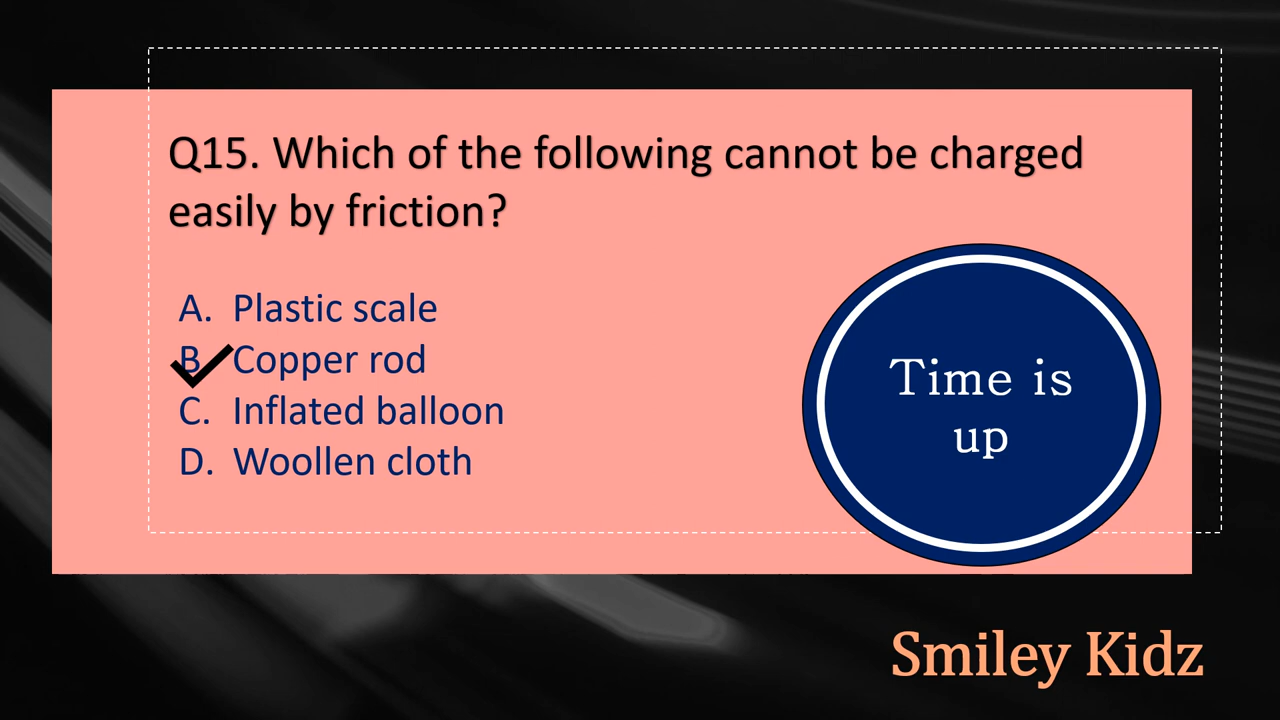 Q15. Which of the following cannot be charged
easily by friction?
A. Plastic scale
B. Copper rod
C. Inflated balloon
D. Woollen cloth
Time is
up
Smiley Kidz